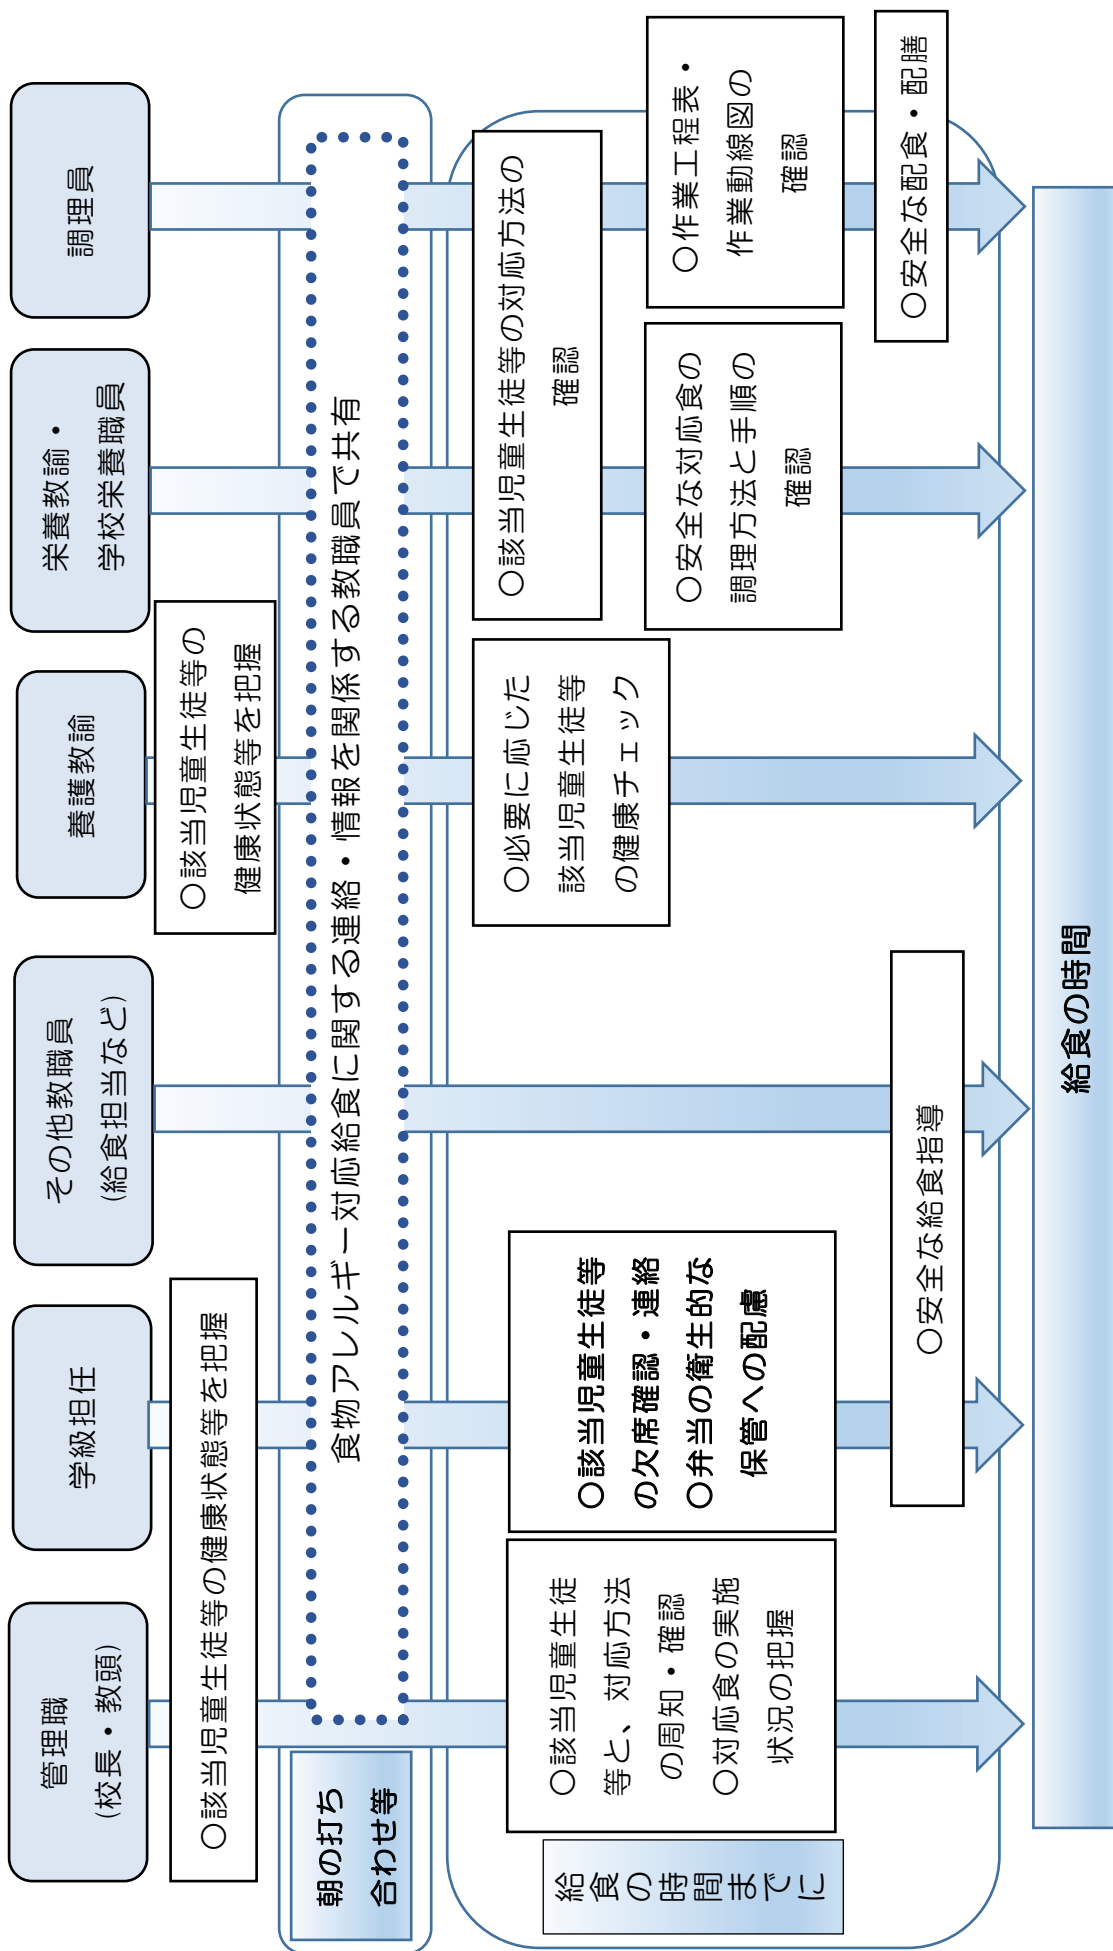 管理職
(校長・教頭)
学級担任
その他教職員
(給食担当など)
養護教諭
栄養教諭・
学校栄養職員
調理員
○該当児童生徒等の健康状態等を把握
○該当児童生徒等の
健康状態等を把握
朝の打ち
合わせ等
食物アレルギー対応給食に関する連絡・情報を関係する教職員で共有
給食の時間までに
○該当児童生徒
等と、対応方法
の周知・確認
○対応食の実施
状況の把握
○該当児童生徒等
の欠席確認・連絡
○弁当の衛生的な
保管への配慮
○必要に応じた
該当児童生徒等
の健康チェック
○該当児童生徒等の対応方法の
確認
○安全な対応食の
調理方法と手順の
確認
○作業工程表・
作業動線図の
確認
○安全な給食指導
○安全な配食・配膳
給食の時間